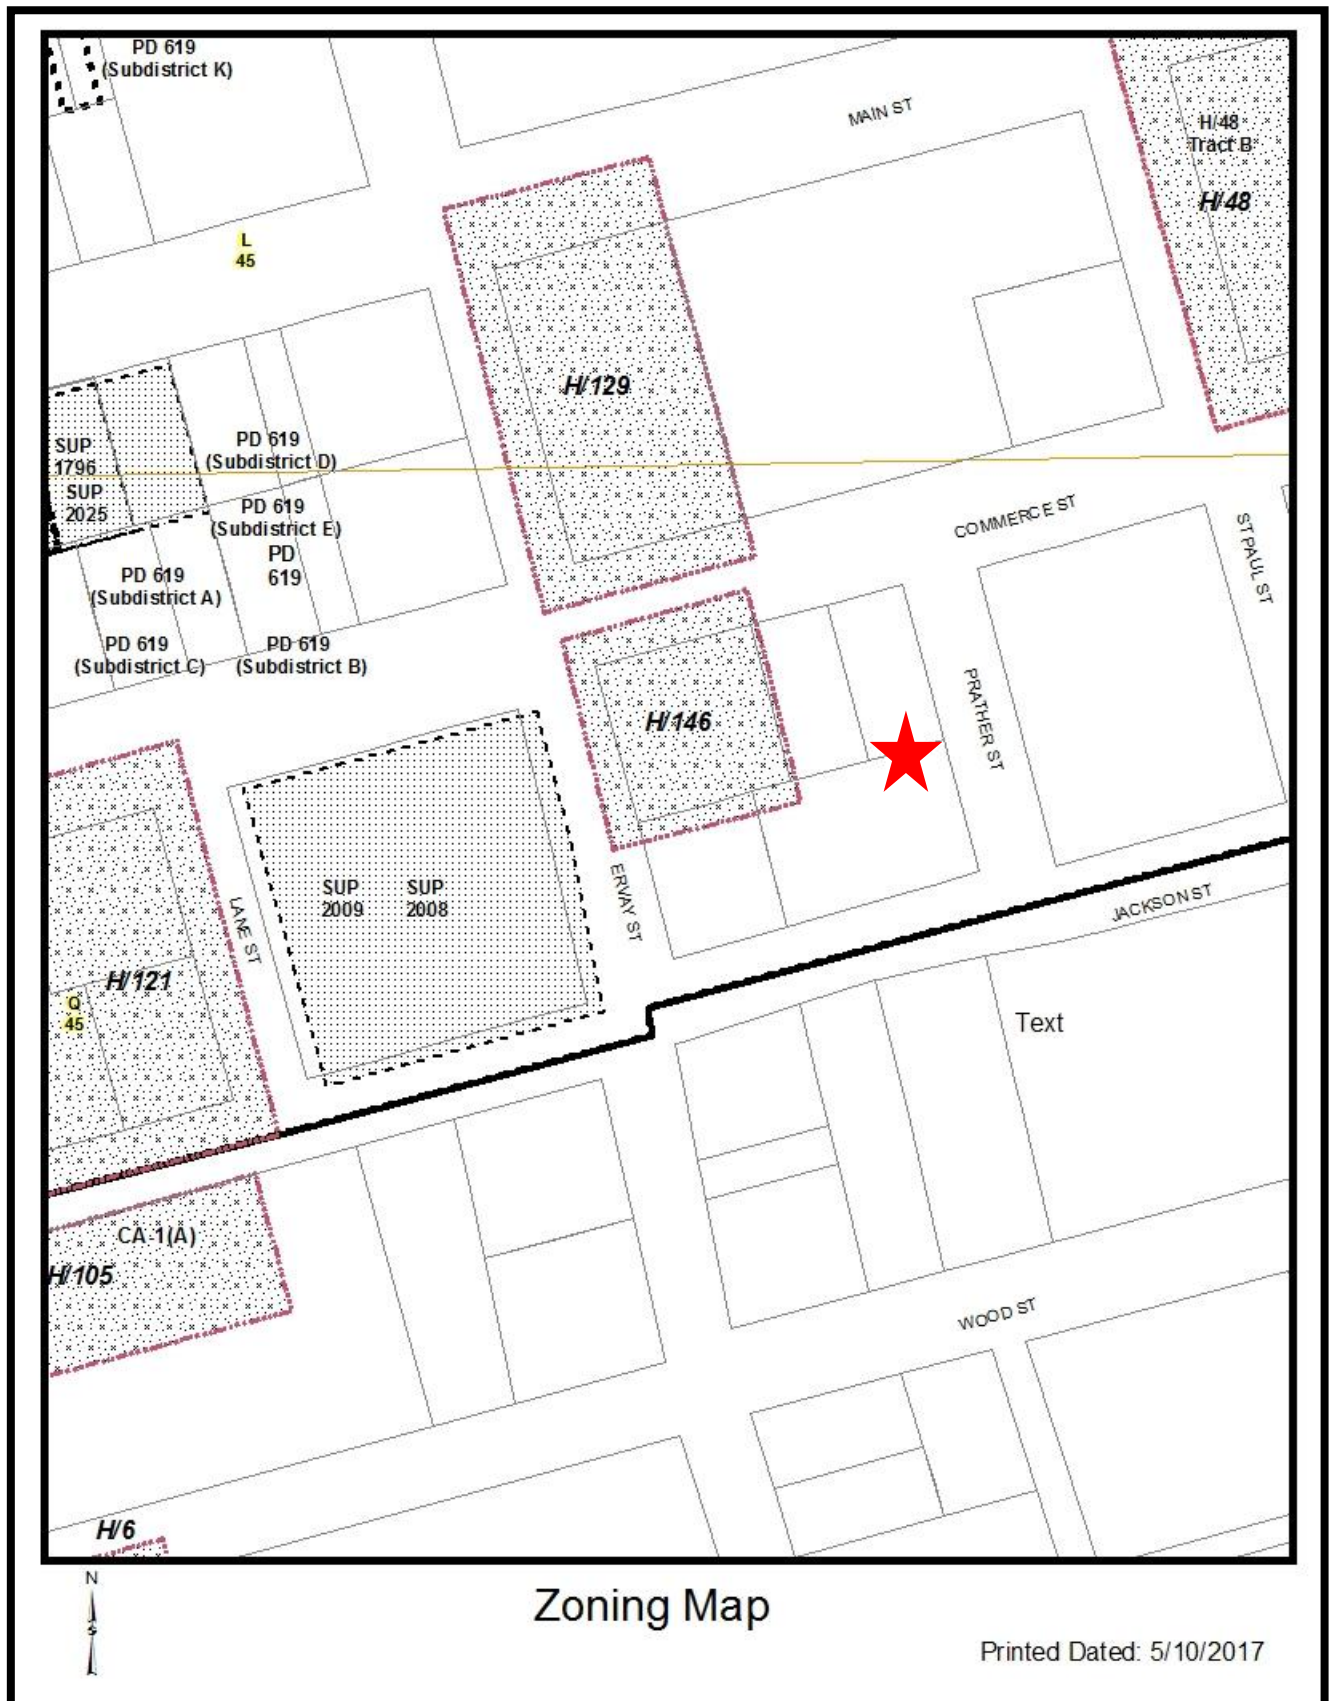 PD 619
(Subdistrict K)
MAIN ST
H/48
Tract B
H/48
L
45
H/129
SUP
1796
SUP
2025
PD 619
(Subdistrict D)
PD 619
(Subdistrict E)
PD
619
PD 619
(Subdistrict A)
PD 619
(Subdistrict C)
PD 619
(Subdistrict B)
COMMERCE ST
ST PAUL ST
H/146
PRATHER ST
SUP
2009
SUP
2008
ERVAY ST
LANE ST
JACKSON ST
H/121
Q
45
Text
CA-1(A)
H/105
WOOD ST
H/6
N
S
Zoning Map
Printed Dated: 5/10/2017